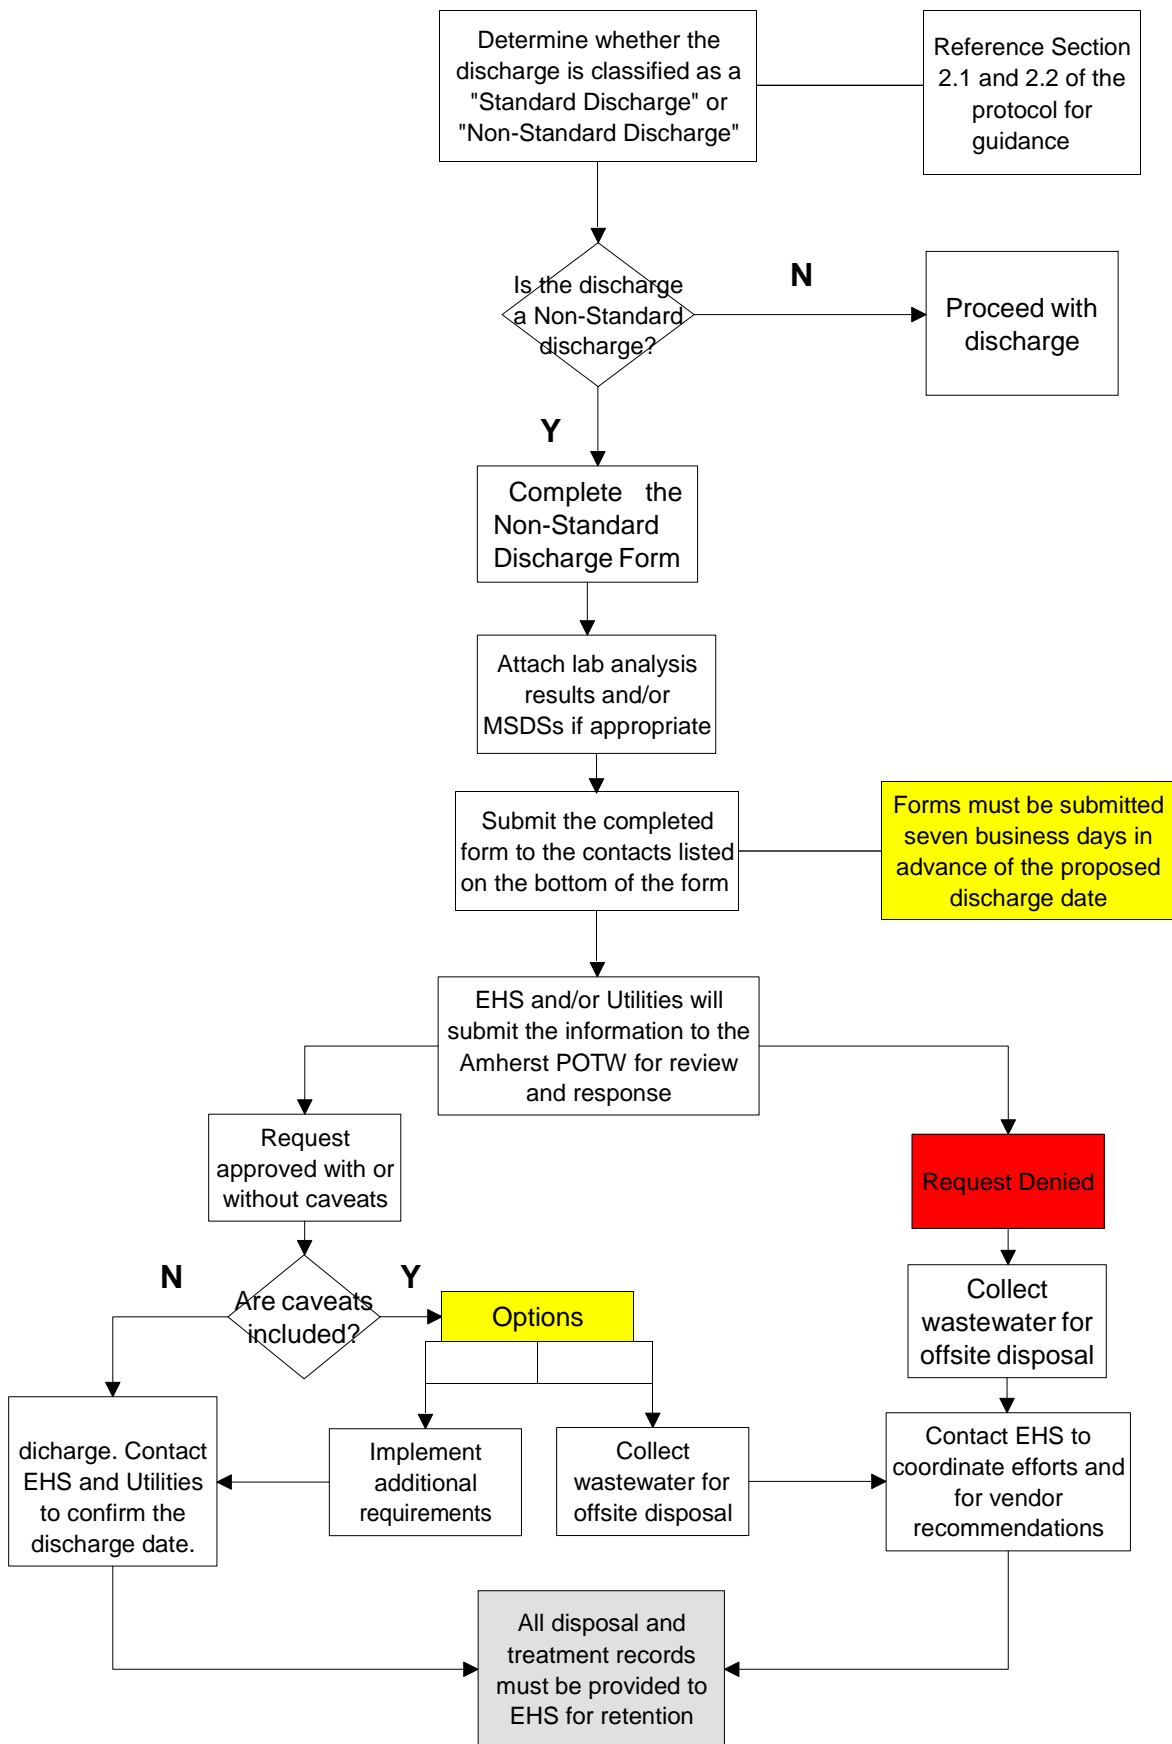 Determine whether the
discharge is classified as a
"Standard Discharge" or
"Non-Standard Discharge"
Reference Section
2.1 and 2.2 of the
protocol for
guidance
Is the discharge
a Non-Standard
discharge?
N
Proceed with
discharge
Y
Complete the
Non-Standard
Discharge Form
Attach lab analysis
results and/or
MSDSs if appropriate
Submit the completed
form to the contacts listed
on the bottom of the form
Forms must be submitted
seven business days in
advance of the proposed
discharge date
EHS and/or Utilities will
submit the information to the
Amherst POTW for review
and response
Request
approved with or
without caveats
Request Denied
N
Are caveats
included?
Y
Options
Collect
wastewater for
offsite disposal
dicharge. Contact
EHS and Utilities
to confirm the
discharge date.
Implement
additional
requirements
Collect
wastewater for
offsite disposal
Contact EHS to
coordinate efforts and
for vendor
recommendations
All disposal and
treatment records
must be provided to
EHS for retention